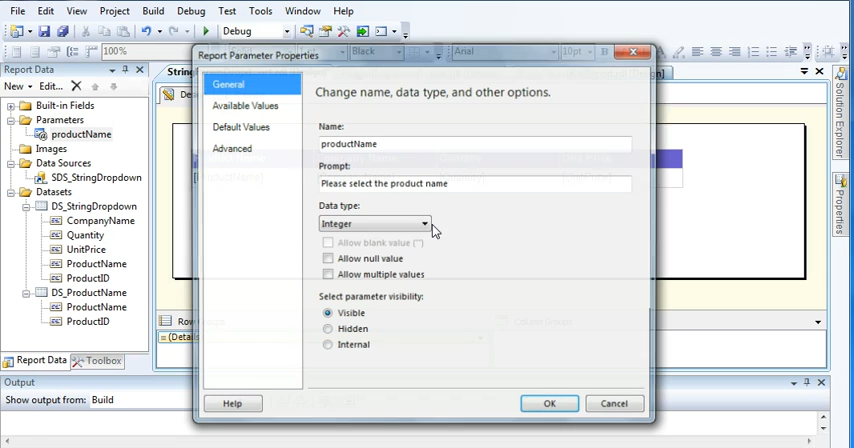 File Edit View Project Build Debug Test Tools Window Help
Debug
100% Black Arial 10pt B
Report Data
New Edit...
Built-in Fields
Parameters
productName
Images
Data Sources
SDS_StringDropdown
Datasets
DS_StringDropdown
CompanyName
Quantity
UnitPrice
ProductName
ProductID
DS_ProductName
ProductName
ProductID
Report Data Toolbox
Report Parameter Properties
General
Available Values
Default Values
Advanced
Change name, data type, and other options.
Name:
productName
Prompt:
Please select the product name
Data type:
Integer
Allow blank value ("")
Allow null value
Allow multiple values
Select parameter visibility:
Visible
Hidden
Internal
Help OK Cancel
Solution Explorer
Properties
Output
Show output from: Build